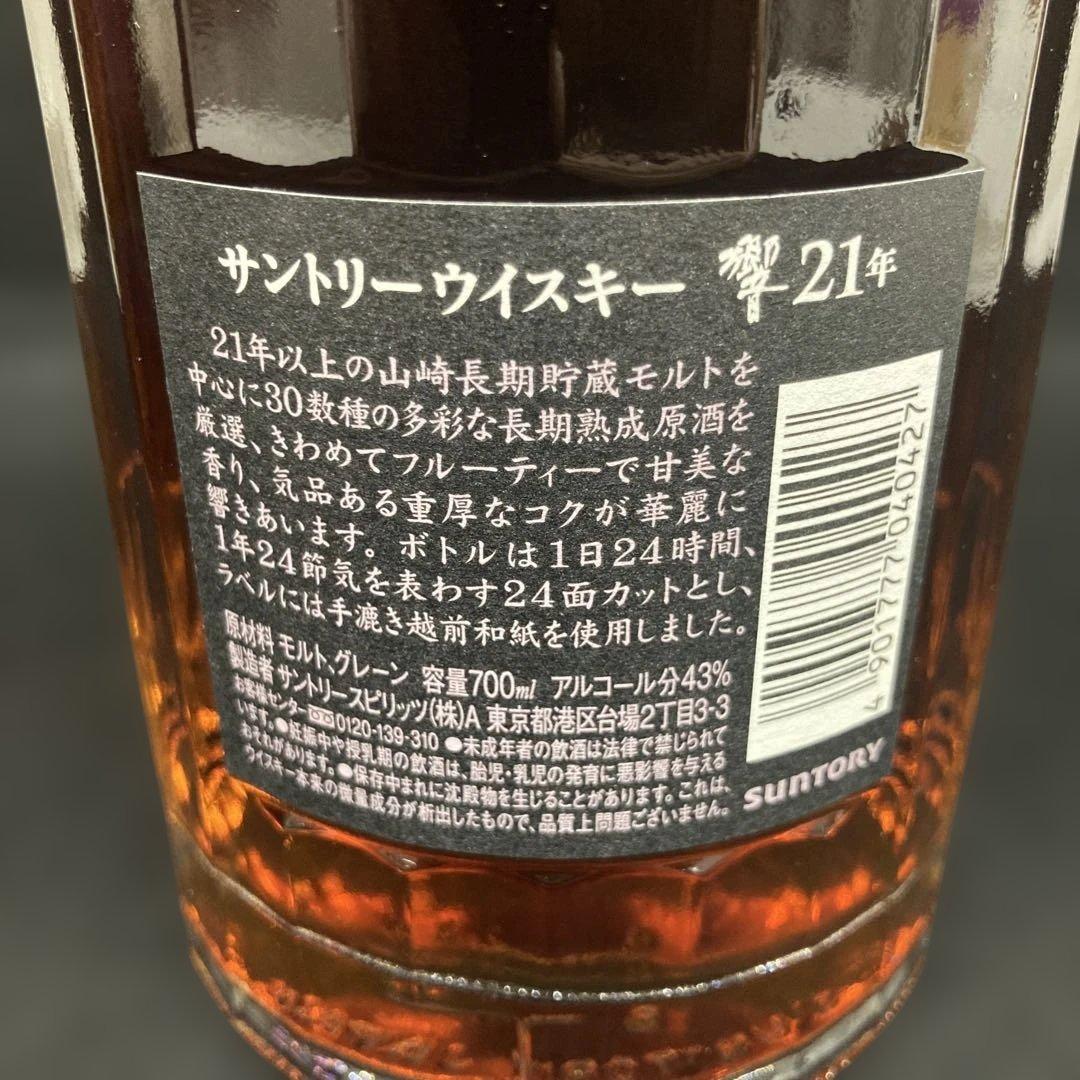 サントリーウイスキー 響 21年
21年以上の山崎長期貯蔵モルトを
中心に30数種の多彩な長期熟成原酒を
厳選、きわめてフルーティーで甘美な
香り、気品ある重厚なコクが華麗に
響きあいます。ボトルは1日24時間、
1年24節気を表わす24面カットとし、
ラベルには手漉き越前和紙を使用しました。
原材料 モルト、グレーン 容量700ml アルコール分43%
製造者 サントリースピリッツ(株)A 東京都港区台場2丁目3-3
お客様センター 0120-139-310 ●未成年者の飲酒は法律で禁じられて
います。●妊娠中や授乳期の飲酒は、胎児・乳児の発育に悪影響を与える
おそれがあります。●保存中まれに沈殿物を生じることがあります。これは、
ウイスキー本来の微量成分が析出したもので、品質上問題ございません。
SUNTORY
4 901777 040427